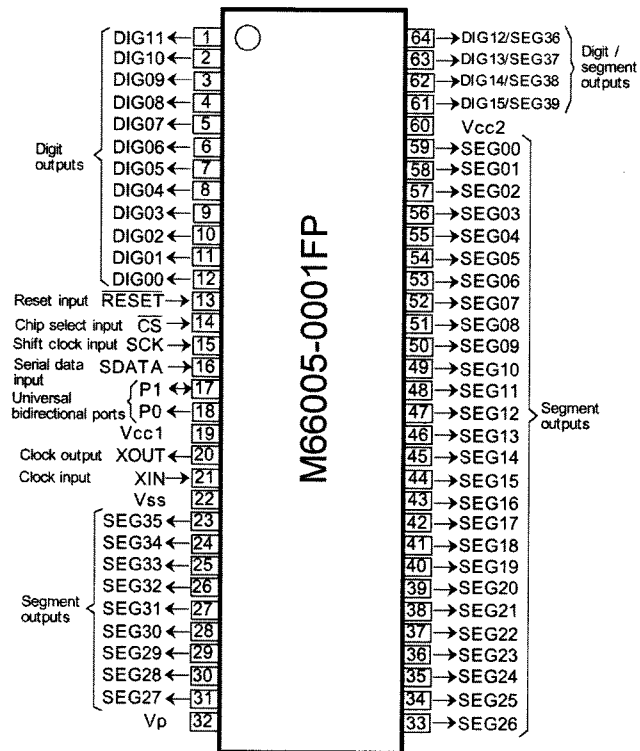 DIG11 1
DIG10 2
DIG09 3
DIG08 4
DIG07 5
DIG06 6
DIG05 7
DIG04 8
DIG03 9
DIG02 10
DIG01 11
DIG00 12
Digit
outputs
Reset input RESET 13
Chip select input CS 14
Shift clock input SCK 15
Serial data
input
SDATA 16
P1 17
Universal
bidirectional ports
P0 18
Vcc1 19
Clock output XOUT 20
Clock input XIN 21
Vss 22
SEG35 23
SEG34 24
SEG33 25
SEG32 26
SEG31 27
SEG30 28
SEG29 29
SEG28 30
SEG27 31
Segment
outputs
Vp 32
M66005-0001FP
64 DIG12/SEG36
63 DIG13/SEG37
62 DIG14/SEG38
61 DIG15/SEG39
Digit /
segment
outputs
60 Vcc2
59 SEG00
58 SEG01
57 SEG02
56 SEG03
55 SEG04
54 SEG05
53 SEG06
52 SEG07
51 SEG08
50 SEG09
49 SEG10
48 SEG11
47 SEG12
46 SEG13
45 SEG14
44 SEG15
43 SEG16
42 SEG17
41 SEG18
40 SEG19
39 SEG20
38 SEG21
37 SEG22
36 SEG23
35 SEG24
34 SEG25
33 SEG26
Segment
outputs